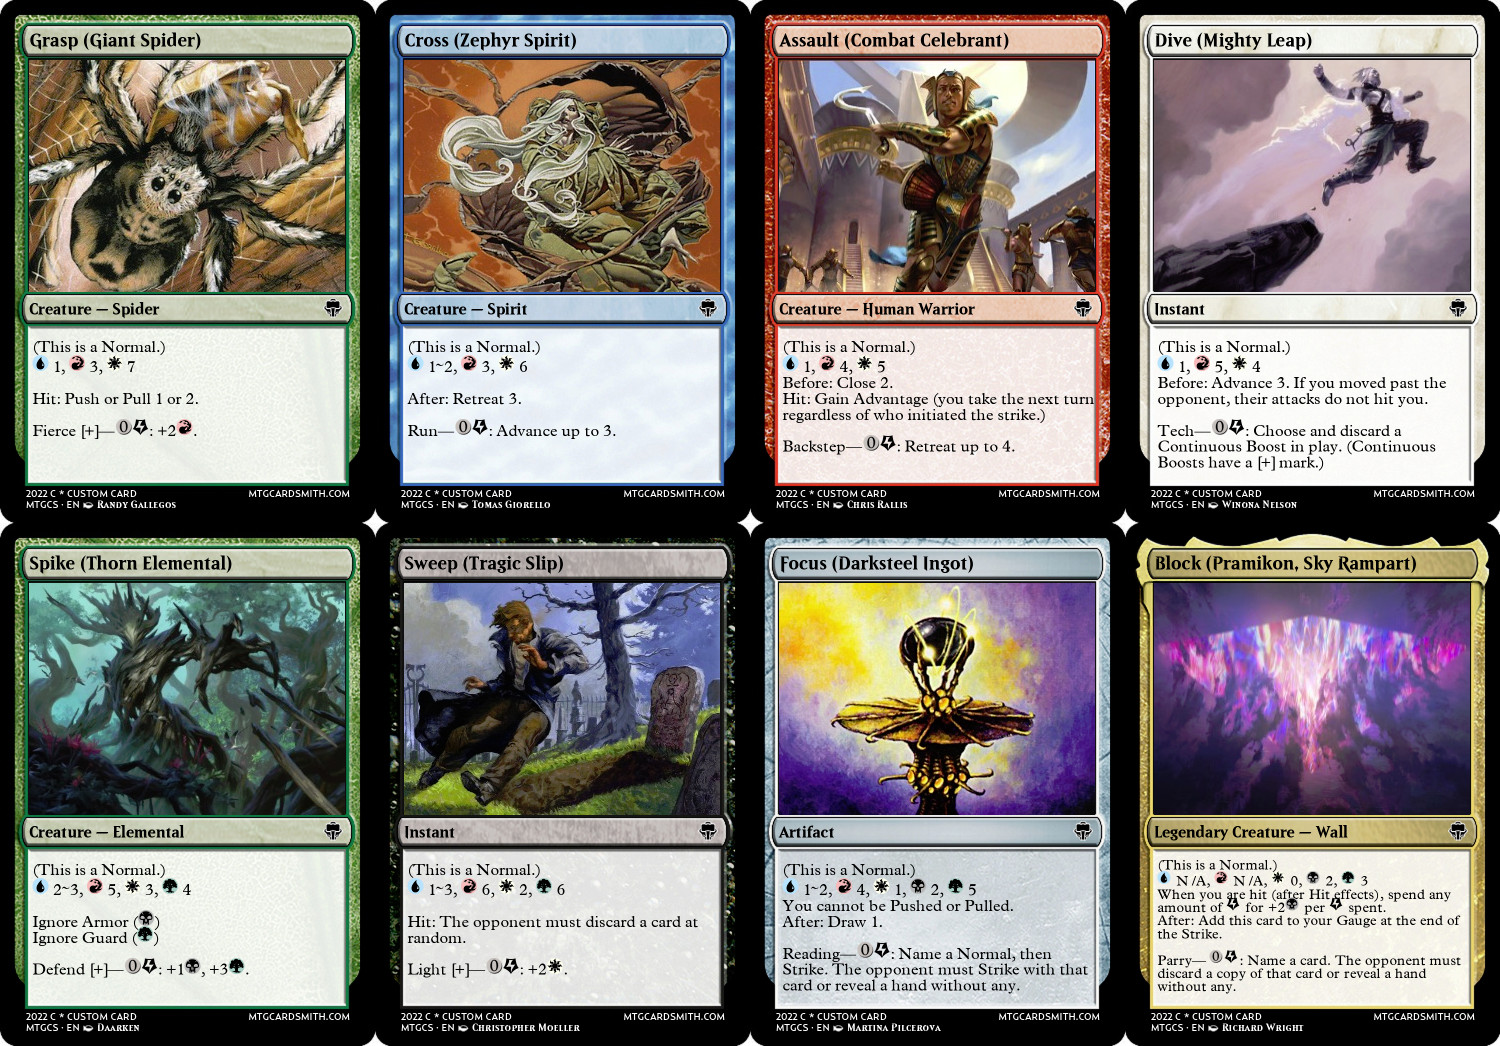 Grasp (Giant Spider)
Creature — Spider
(This is a Normal.)
1, 3, 7
Hit: Push or Pull 1 or 2.
Fierce [+]—0: +2.
2022 C * CUSTOM CARD
MTGCARDSMITH.COM
MTGCS · EN RANDY GALLEGOS
Cross (Zephyr Spirit)
Creature — Spirit
(This is a Normal.)
1~2, 3, 6
After: Retreat 3.
Run—0: Advance up to 3.
2022 C * CUSTOM CARD
MTGCARDSMITH.COM
MTGCS · EN TOMAS GIORELLO
Assault (Combat Celebrant)
Creature — Human Warrior
(This is a Normal.)
1, 4, 5
Before: Close 2.
Hit: Gain Advantage (you take the next turn
regardless of who initiated the strike.)
Backstep—0: Retreat up to 4.
2022 C * CUSTOM CARD
MTGCARDSMITH.COM
MTGCS · EN CHRIS RALLIS
Dive (Mighty Leap)
Instant
(This is a Normal.)
1, 5, 4
Before: Advance 3. If you moved past the
opponent, their attacks do not hit you.
Tech—0: Choose and discard a
Continuous Boost in play. (Continuous
Boosts have a [+] mark.)
2022 C * CUSTOM CARD
MTGCARDSMITH.COM
MTGCS · EN WINONA NELSON
Spike (Thorn Elemental)
Creature — Elemental
(This is a Normal.)
2~3, 5, 3, 4
Ignore Armor ()
Ignore Guard ()
Defend [+]—0: +1, +3.
2022 C * CUSTOM CARD
MTGCARDSMITH.COM
MTGCS · EN DAARKEN
Sweep (Tragic Slip)
Instant
(This is a Normal.)
1~3, 6, 2, 6
Hit: The opponent must discard a card at
random.
Light [+]—0: +2.
2022 C * CUSTOM CARD
MTGCARDSMITH.COM
MTGCS · EN CHRISTOPHER MOELLER
Focus (Darksteel Ingot)
Artifact
(This is a Normal.)
1~2, 4, 1, 2, 5
You cannot be Pushed or Pulled.
After: Draw 1.
Reading—0: Name a Normal, then
Strike. The opponent must Strike with that
card or reveal a hand without any.
2022 C * CUSTOM CARD
MTGCARDSMITH.COM
MTGCS · EN MARTINA PILCEROVA
Block (Pramikon, Sky Rampart)
Legendary Creature — Wall
(This is a Normal.)
N/A, N/A, 0, 2, 3
When you are hit (after Hit effects), spend any
amount of for +2 per spent.
After: Add this card to your Gauge at the end of
the Strike.
Parry— 0: Name a card. The opponent must
discard a copy of that card or reveal a hand
without any.
2022 C * CUSTOM CARD
MTGCARDSMITH.COM
MTGCS · EN RICHARD WRIGHT